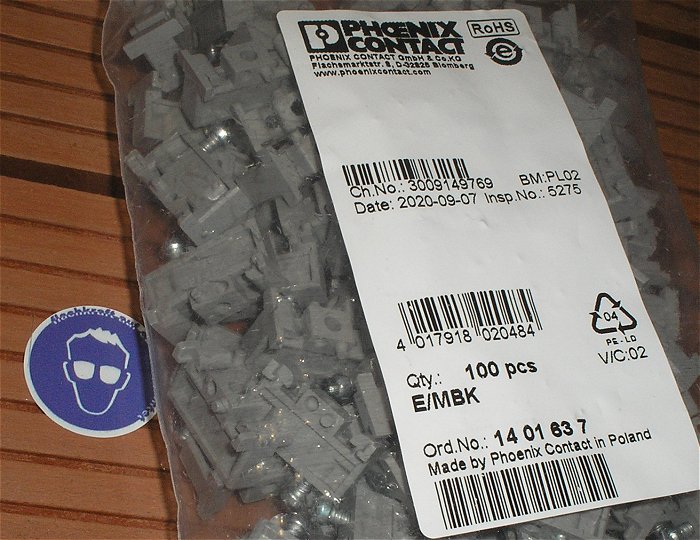 PHOENIX
CONTACT
RoHS
e
PHOENIX CONTACT GmbH & Co.KG
Flachsmarktstr. 8, D-32825 Blomberg
www.phoenixcontact.com
Ch.No.: 3009149769 BM:PL02
Date: 2020-09-07 Insp.No.: 5275
4 017918 020484
04
PE-LD
V/C:02
Qty.: 100 pcs
E/MBK
Ord.No.: 14 01 63 7
Made by Phoenix Contact in Poland